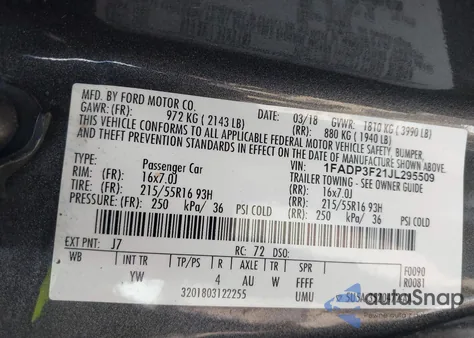 MFD. BY FORD MOTOR CO. DATE: 03/18 GVWR: 1810 KG ( 3990 LB)
GAWR: (FR): 972 KG ( 2143 LB) (RR): 880 KG ( 1940 LB)
THIS VEHICLE CONFORMS TO ALL APPLICABLE FEDERAL MOTOR VEHICLE SAFETY, BUMPER,
AND THEFT PREVENTION STANDARDS IN EFFECT ON THE DATE OF MANUFACTURE SHOWN ABOVE.
VIN: 1FADP3F21JL295509
TYPE: Passenger Car TRAILER TOWING - SEE OWNER GUIDE
RIM: (FR): 16x7.0J 16x7.0J
TIRE: (FR): 215/55R16 93H 215/55R16 93H
PRESSURE: (FR): 250 kPa/ 36 PSI COLD 250 kPa/ 36 PSI COLD
EXT PNT: J7 RC: 72 DSO: F0090
WB INT TR TP/PS R AXLE TR SPR R0081
YW 4 AU W FFFF
3201803122255 UMU
autoSnap